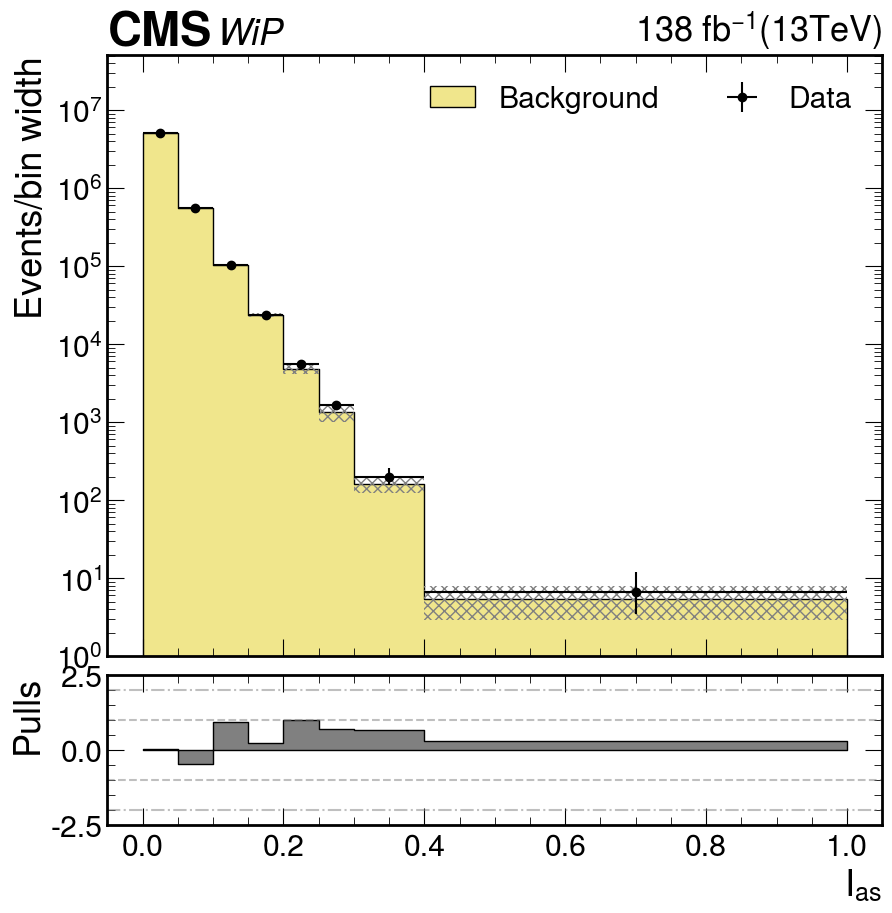 CMS WiP 138 fb⁻¹(13TeV)
Events/bin width
Background Data
10⁷
10⁶
10⁵
10⁴
10³
10²
10¹
10⁰
Pulls
2.5
0.0
-2.5
0.0 0.2 0.4 0.6 0.8 1.0
I_as